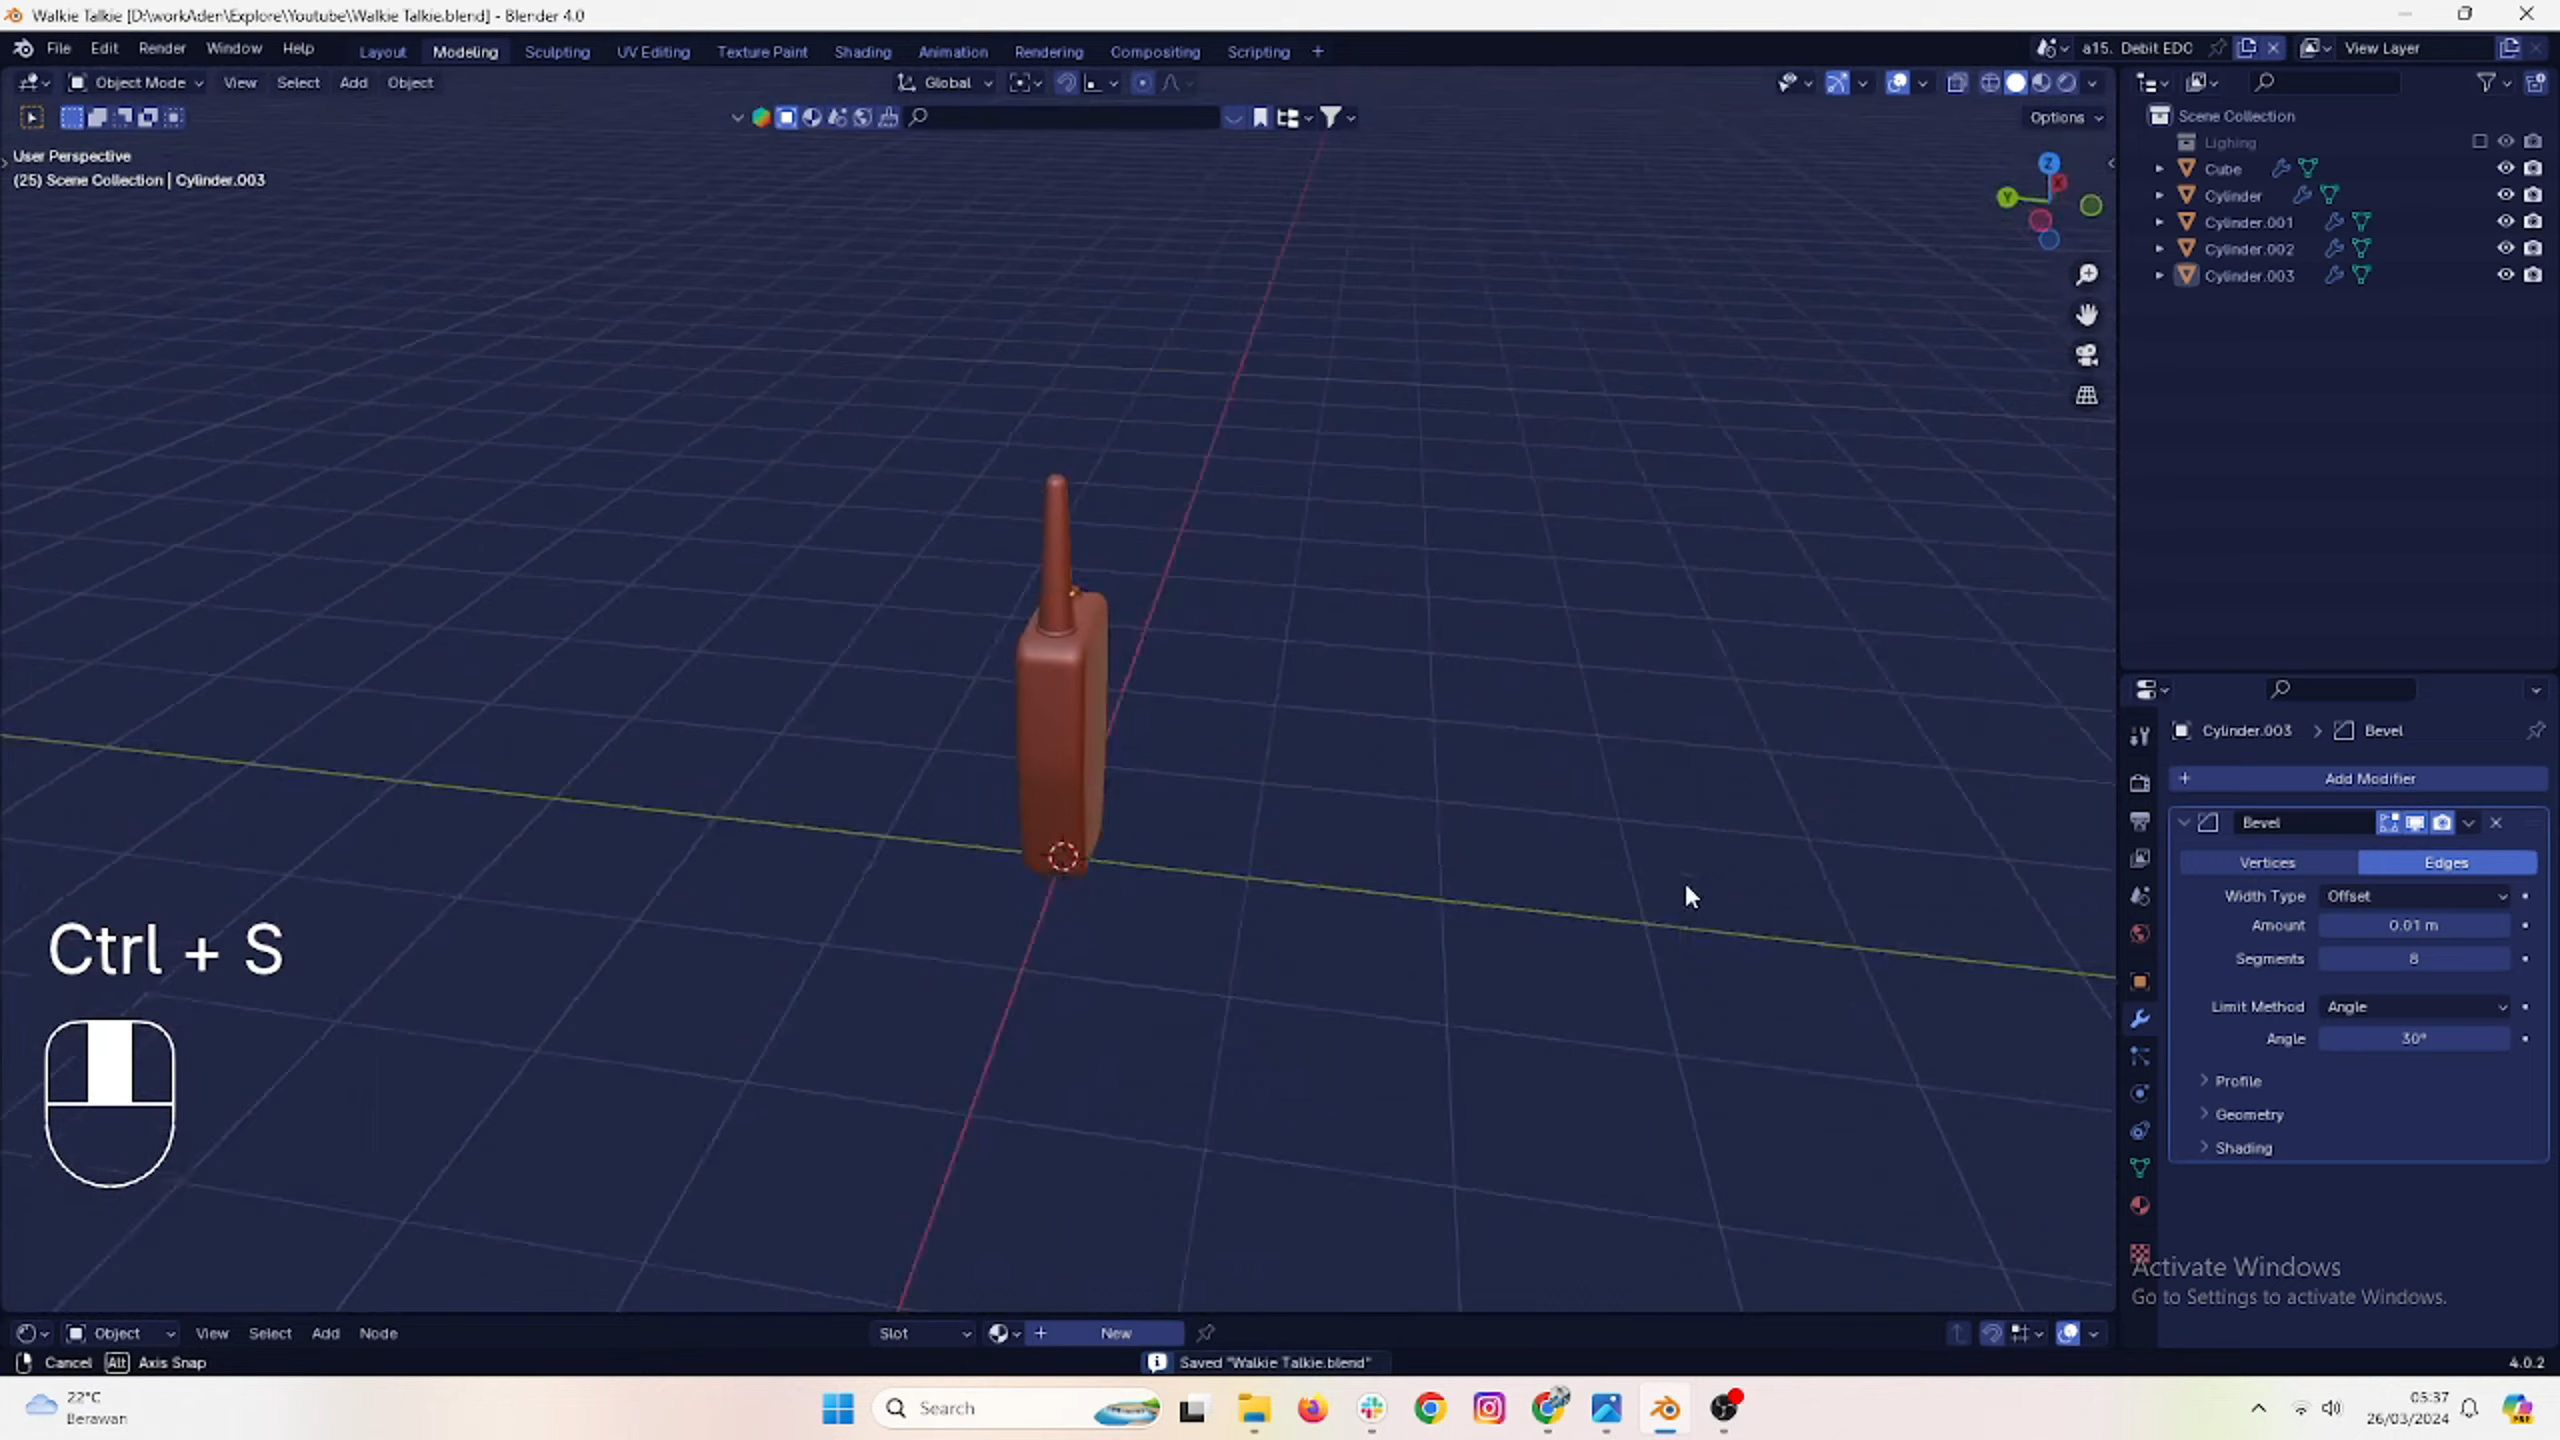 Walkie Talkie [D:\workAden\Explore\Youtube\Walkie Talkie.blend] - Blender 4.0
File Edit Render Window Help
Layout Modeling Sculpting UV Editing Texture Paint Shading Animation Rendering Compositing Scripting +
a15. Debit EDC
View Layer
Object Mode View Select Add Object
Global
Options
User Perspective
(25) Scene Collection | Cylinder.003
Z
X
Y
Scene Collection
Lighing
Cube
Cylinder
Cylinder.001
Cylinder.002
Cylinder.003
Cylinder.003 > Bevel
+ Add Modifier
Bevel
Vertices Edges
Width Type Offset
Amount 0.01 m
Segments 8
Limit Method Angle
Angle 30°
Profile
Geometry
Shading
Ctrl + S
Activate Windows
Go to Settings to activate Windows.
Object View Select Add Node
Slot
+ New
Cancel Alt Axis Snap
Saved "Walkie Talkie.blend"
4.0.2
22°C
Berawan
Search
05:37
26/03/2024